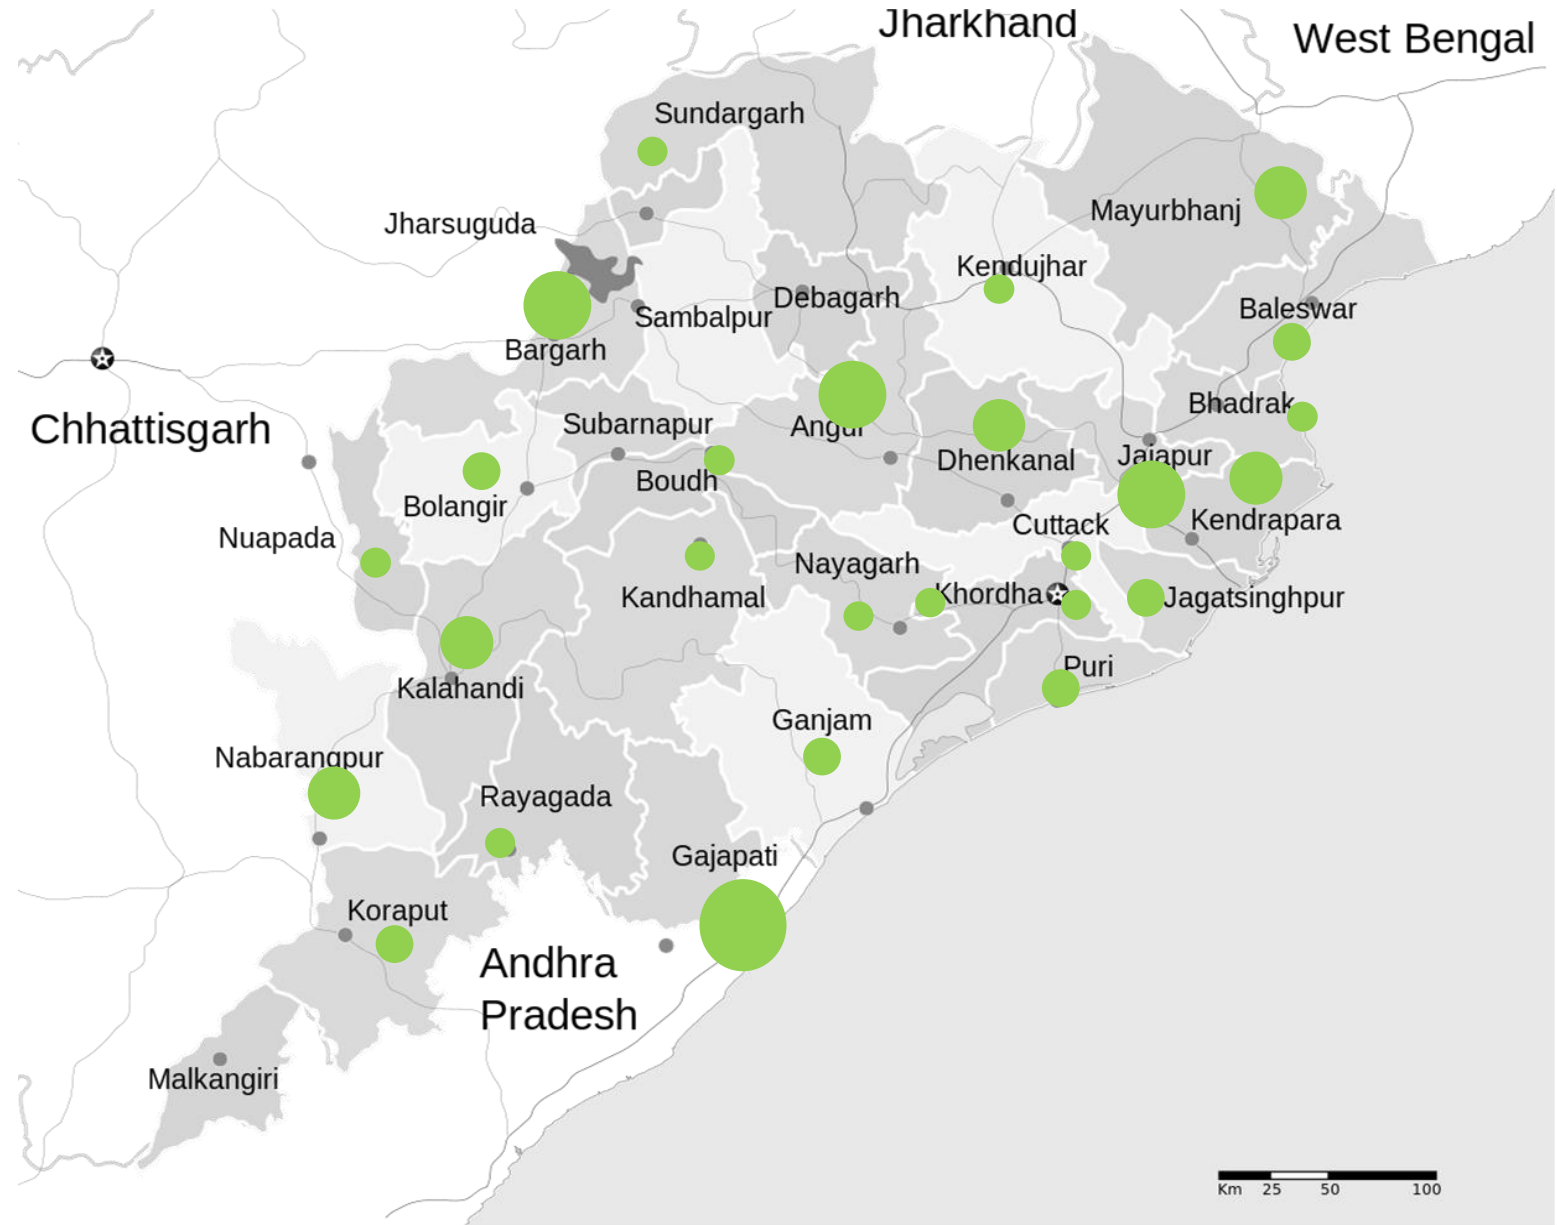 Jharkhand
West Bengal
Sundargarh
Mayurbhanj
Jharsuguda
Kendujhar
Debagarh
Baleswar
Sambalpur
Bargarh
Bhadrak
Subarnapur
Angul
Chhattisgarh
Jajapur
Dhenkanal
Boudh
Bolangir
Kendrapara
Cuttack
Nuapada
Nayagarh
Khordha
Kandhamal
Jagatsinghpur
Puri
Kalahandi
Ganjam
Nabarangpur
Rayagada
Gajapati
Koraput
Andhra
Pradesh
Malkangiri
Km 25 50 100